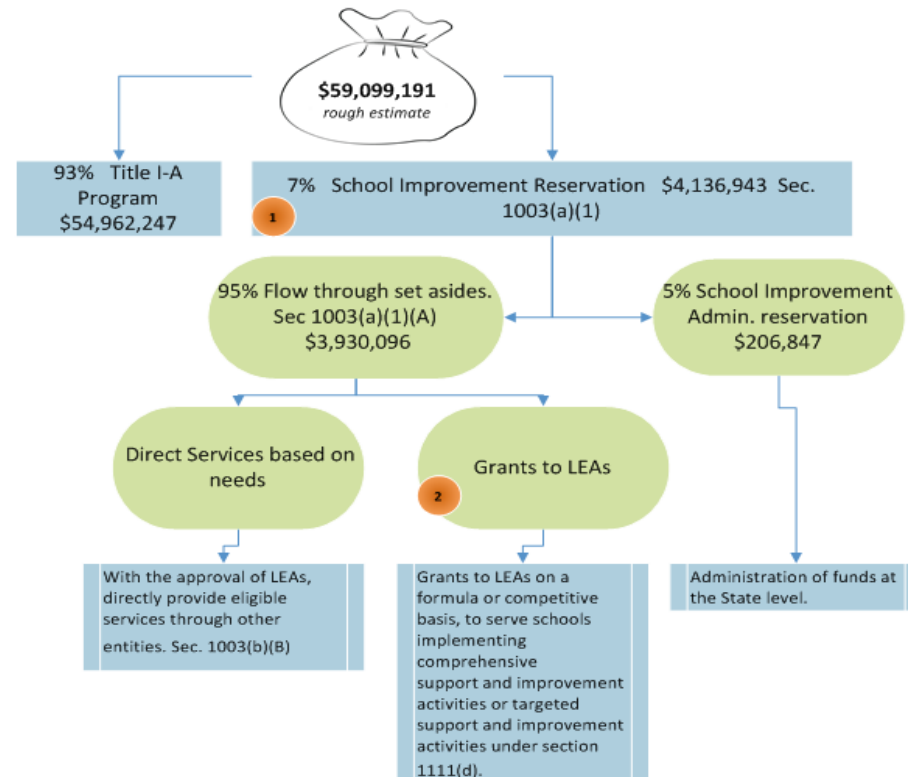 $59,099,191
rough estimate
93%   Title I-A
Program
$54,962,247
7%   School Improvement Reservation   $4,136,943  Sec.
1003(a)(1)
1
95% Flow through set asides.
Sec 1003(a)(1)(A)
$3,930,096
5% School Improvement
Admin. reservation
$206,847
Direct Services based on
needs
Grants to LEAs
2
With the approval of LEAs,
directly provide eligible
services through other
entities. Sec. 1003(b)(B)
Grants to LEAs on a
formula or competitive
basis, to serve schools
implementing
comprehensive
support and improvement
activities or targeted
support and improvement
activities under section
1111(d).
Administration of funds at
the State level.